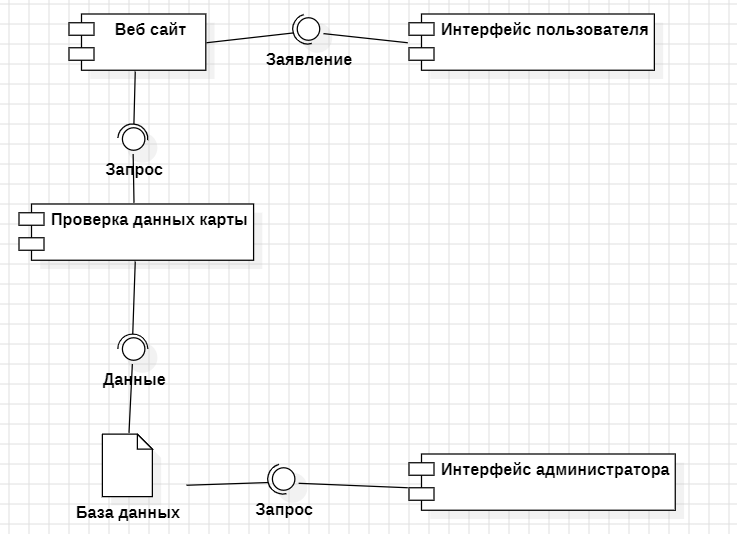 Веб сайт
Интерфейс пользователя
Заявление
Запрос
Проверка данных карты
Данные
Интерфейс администратора
База данных
Запрос